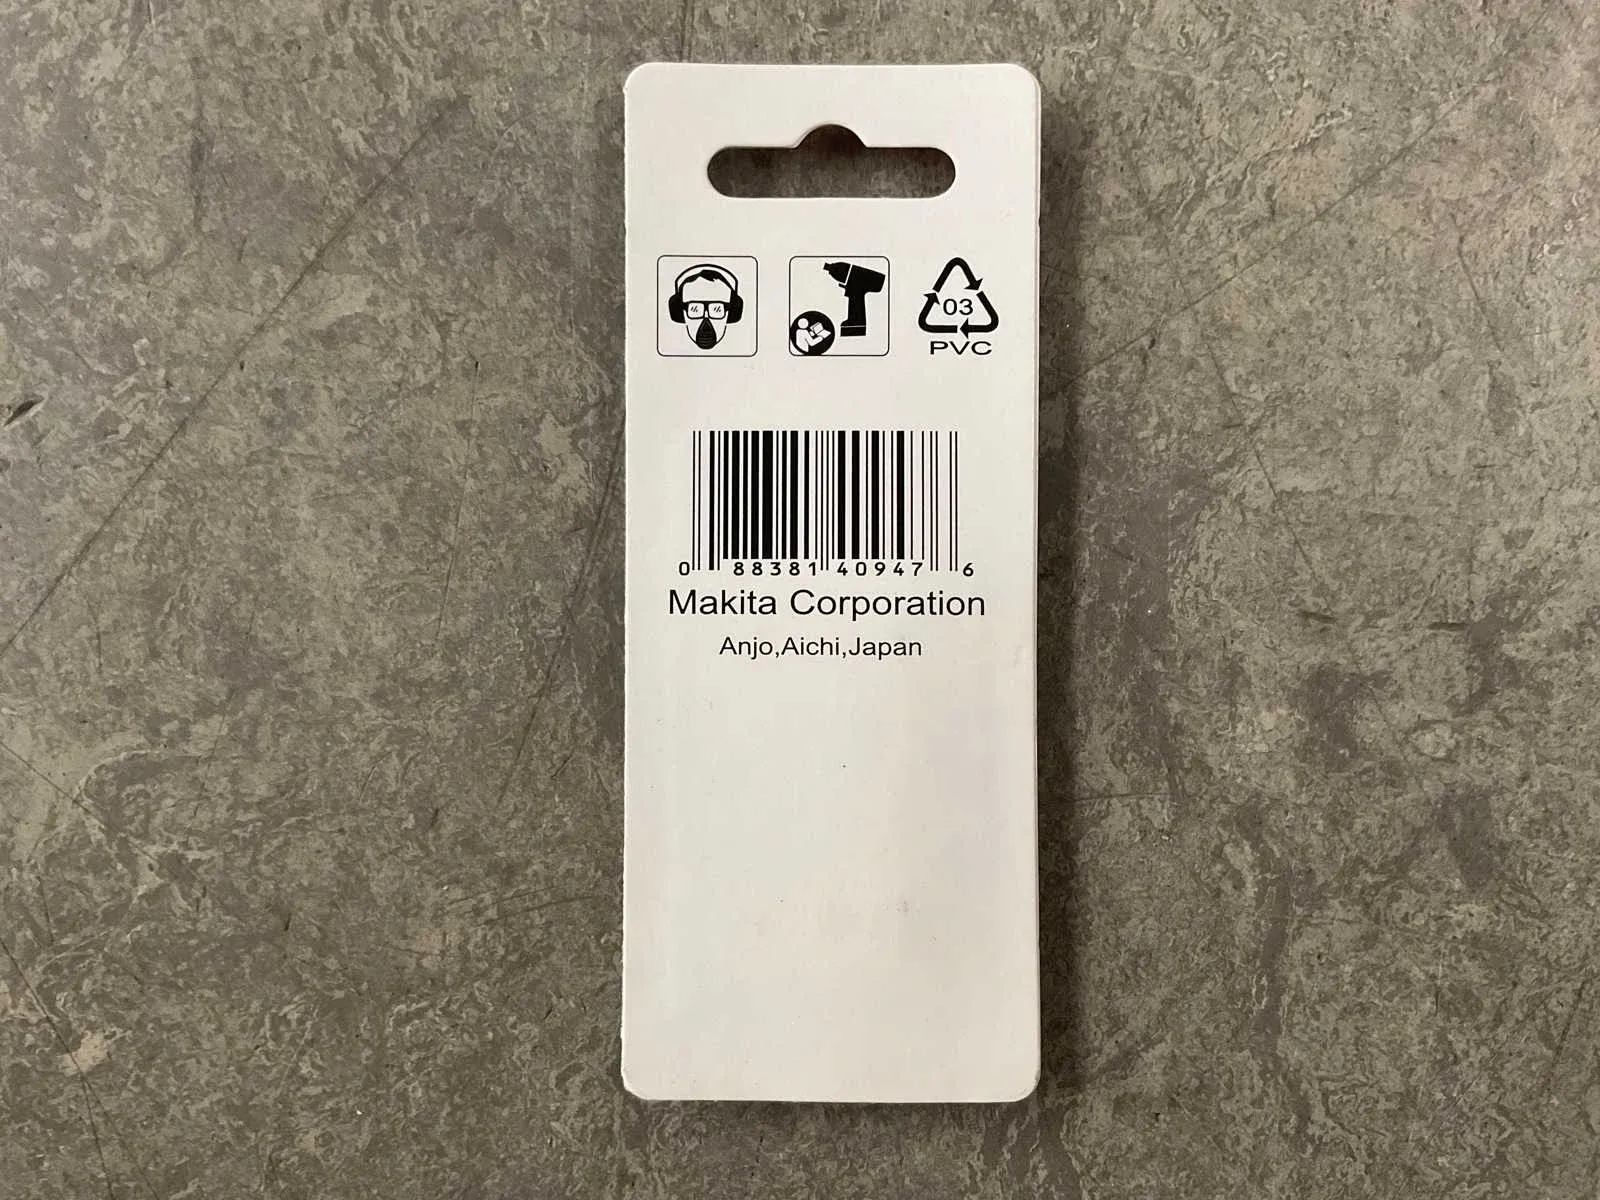 03
PVC
0 88381 40947 6
Makita Corporation
Anjo,Aichi,Japan